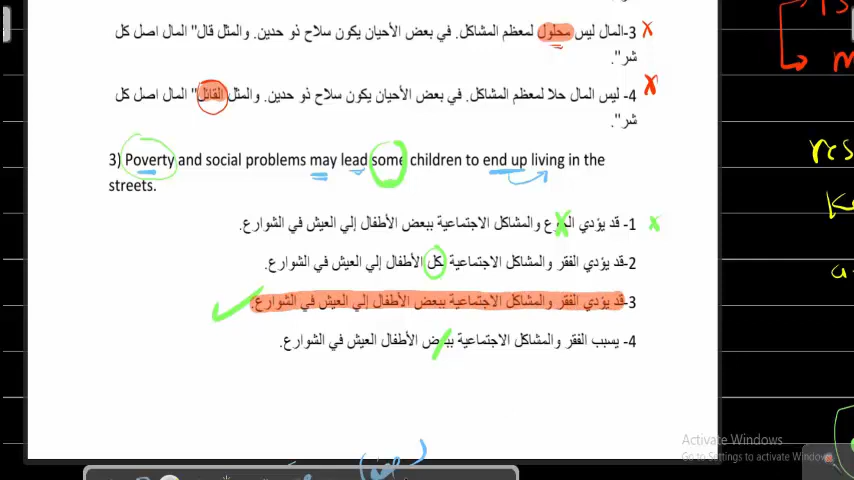 3-المال ليس محلول لمعظم المشاكل. في بعض الأحيان يكون سلاح ذو حدين. والمثل قال" المال اصل كل
شر".
4- ليس المال حلا لمعظم المشاكل. في بعض الأحيان يكون سلاح ذو حدين. والمثل القائل" المال اصل كل
شر".
3) Poverty and social problems may lead some children to end up living in the
streets.
1- قد يؤدي الجوع والمشاكل الاجتماعية ببعض الأطفال إلي العيش في الشوارع.
2-قد يؤدي الفقر والمشاكل الاجتماعية كل الأطفال إلي العيش في الشوارع.
3-قد يؤدي الفقر والمشاكل الاجتماعية ببعض الأطفال إلي العيش في الشوارع.
4- يسبب الفقر والمشاكل الاجتماعية ببعض الأطفال العيش في الشوارع.
res
Activate Windows
Go to Settings to activate Windows.